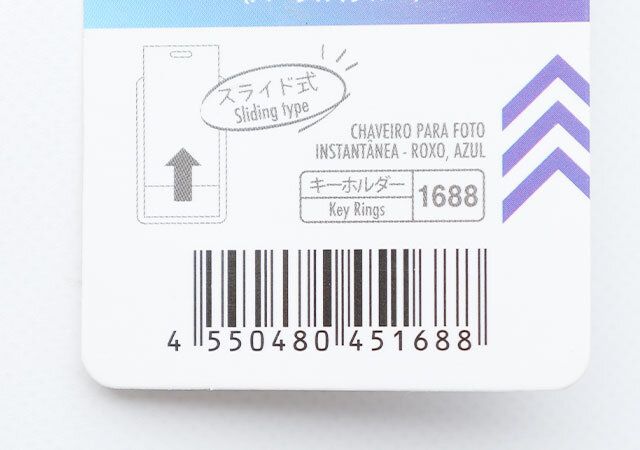 スライド式
Sliding type
CHAVEIRO PARA FOTO
INSTANTÂNEA - ROXO, AZUL
キーホルダー
Key Rings
1688
4 550480 451688